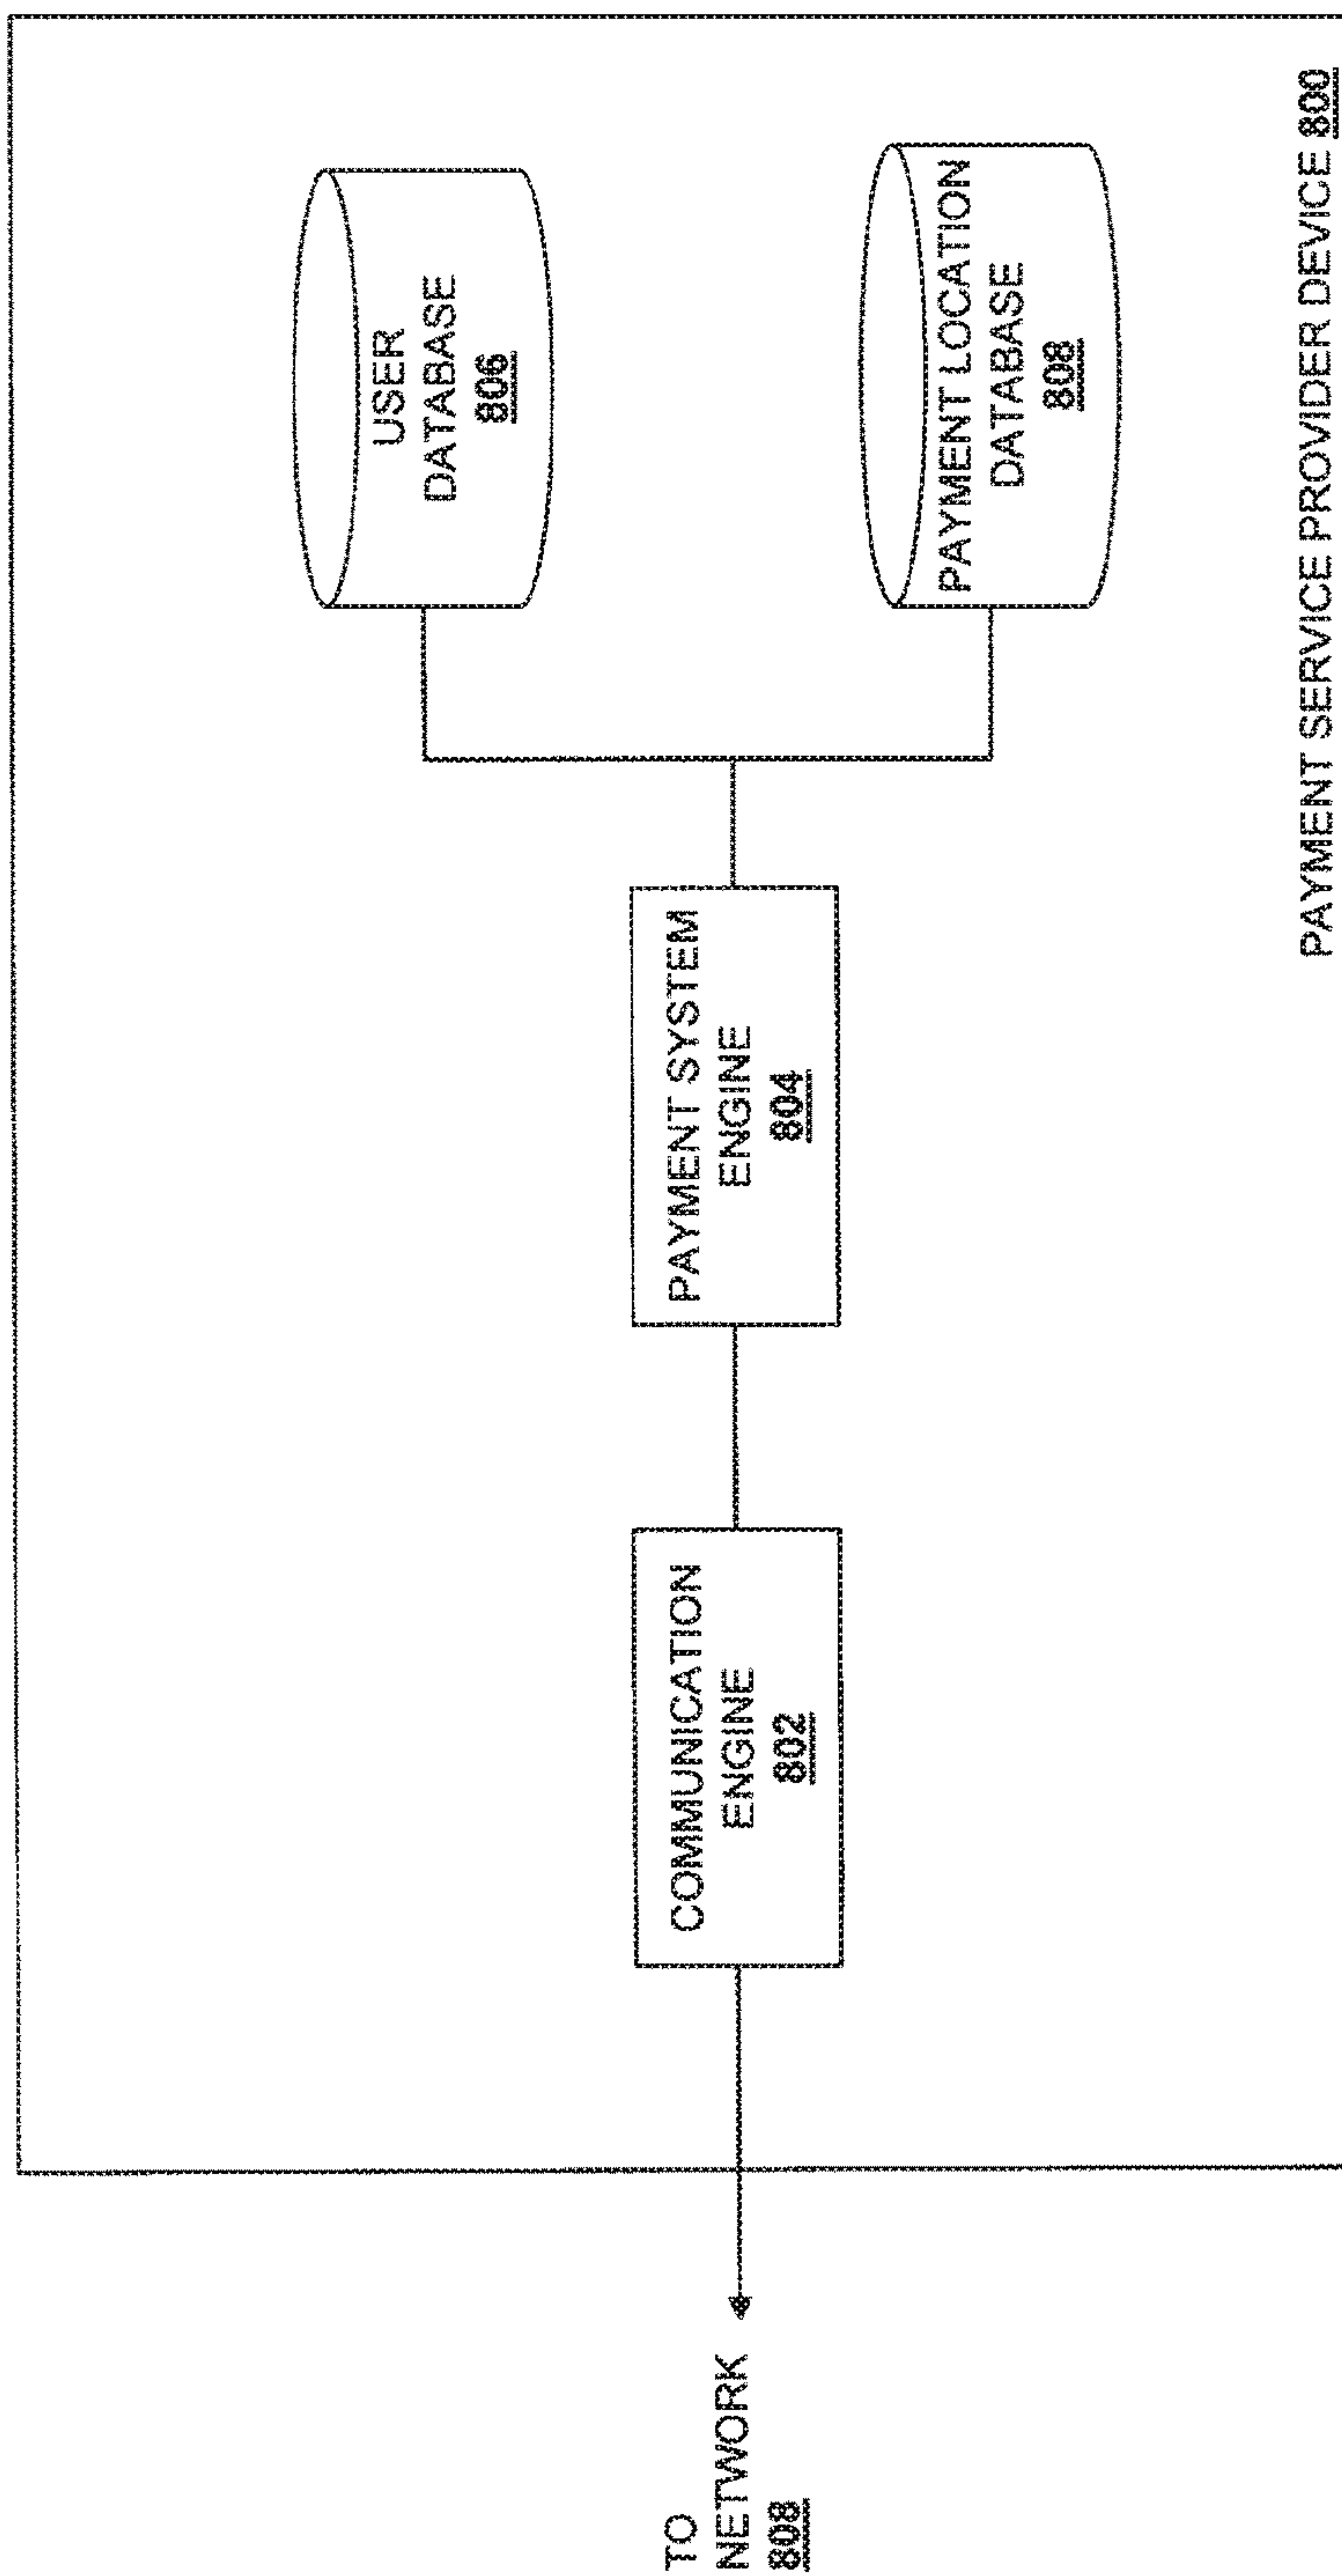 TO
NETWORK
808
COMMUNICATION
ENGINE
802
PAYMENT SYSTEM
ENGINE
804
USER
DATABASE
806
PAYMENT LOCATION
DATABASE
808
PAYMENT SERVICE PROVIDER DEVICE 800